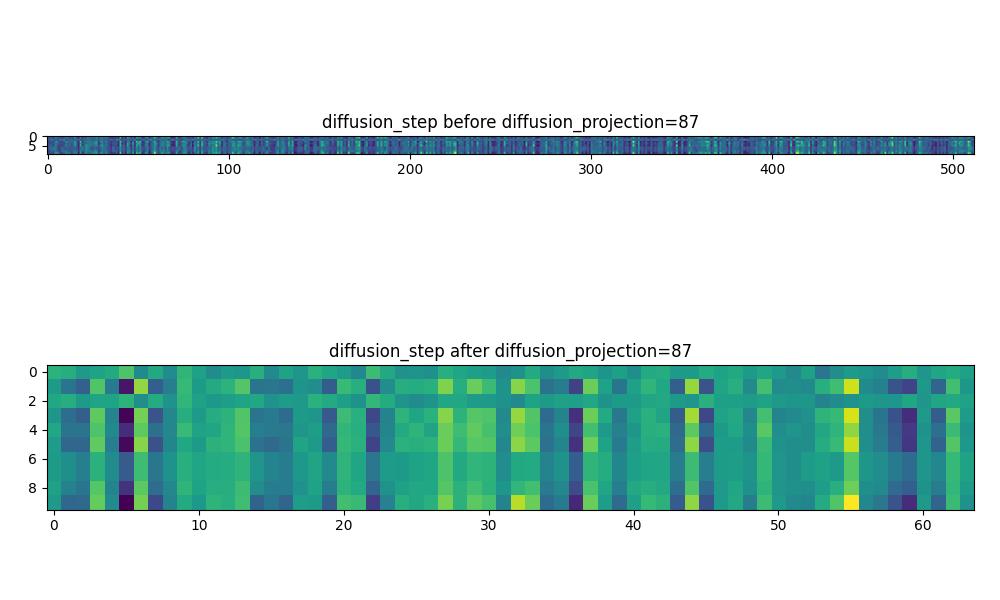 diffusion_step before diffusion_projection=87
0
5
0 100 200 300 400 500
diffusion_step after diffusion_projection=87
0
2
4
6
8
0 10 20 30 40 50 60